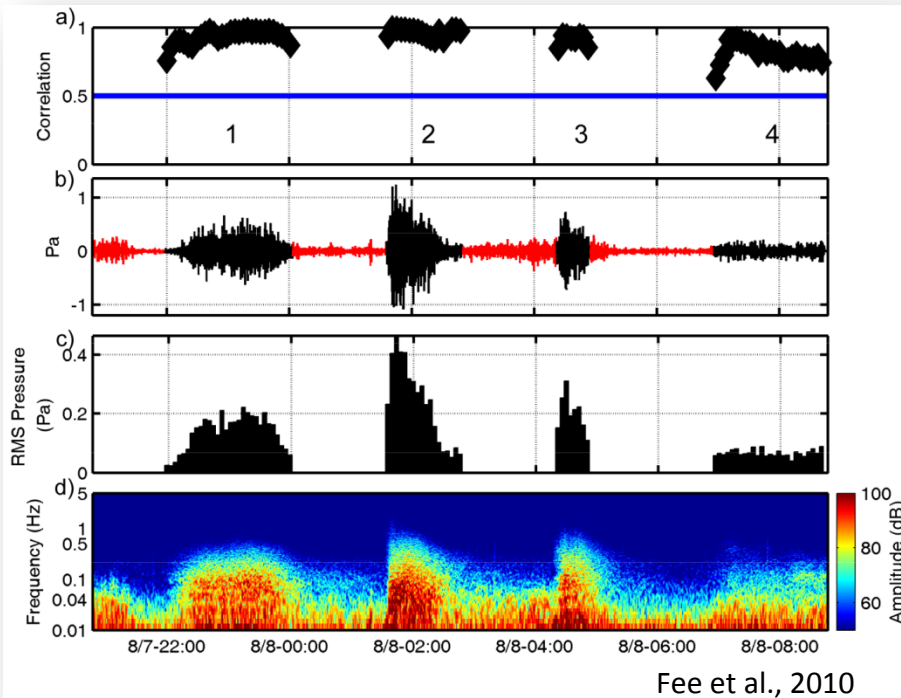 a)
1
0.5
0
Correlation
1
2
3
4
b)
1
0
-1
Pa
c)
0.4
0.2
0
RMS Pressure
(Pa)
d)
5
1
0.5
0.1
0.04
0.01
Frequency (Hz)
100
80
60
Amplitude (dB)
8/7-22:00 8/8-00:00 8/8-02:00 8/8-04:00 8/8-06:00 8/8-08:00
Fee et al., 2010